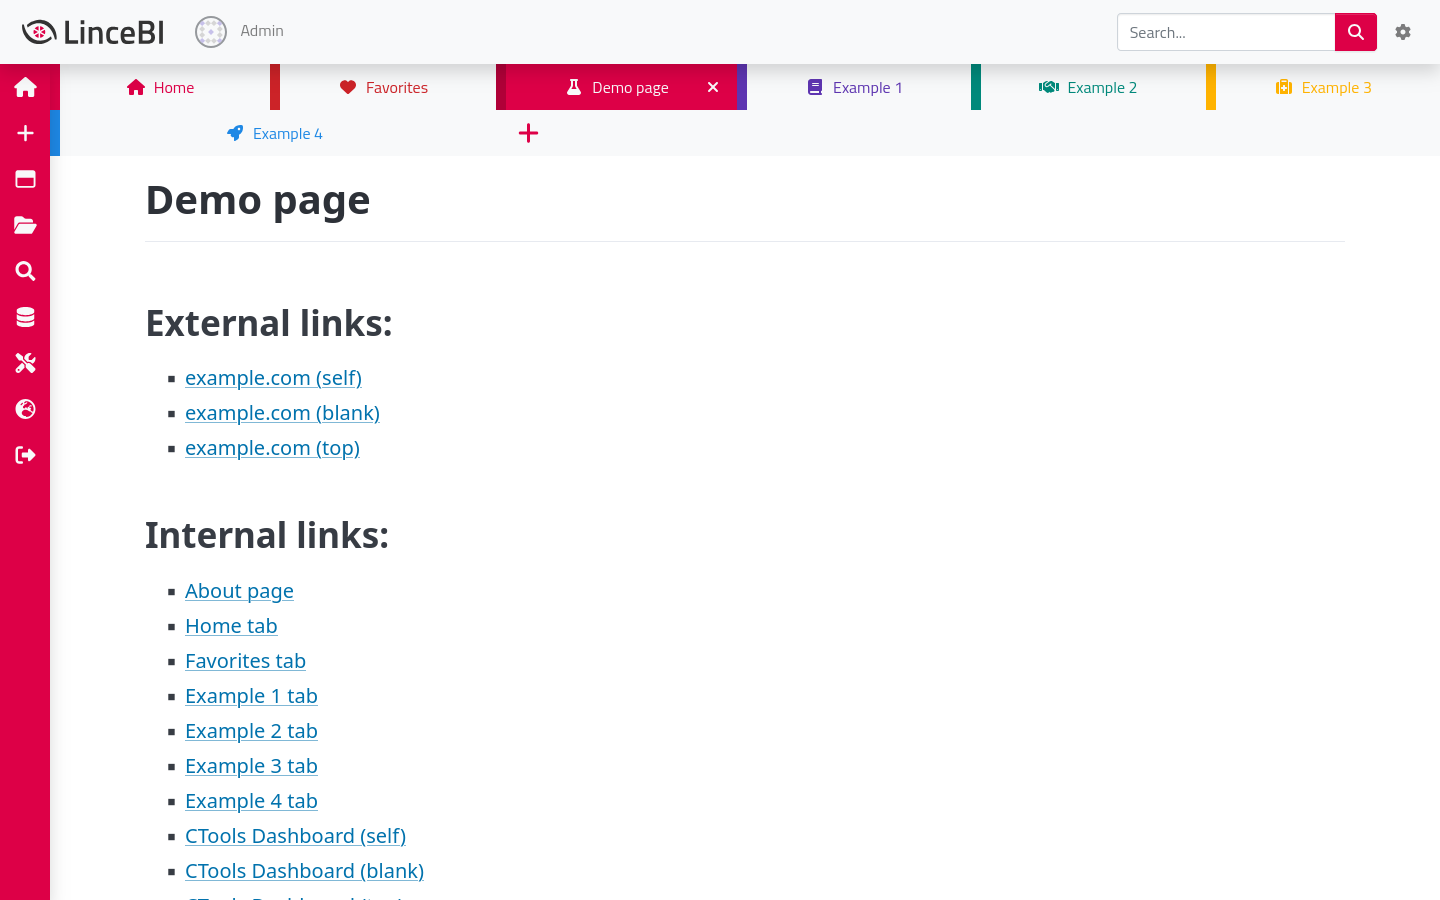 LinceBI
Admin
Search...
Home
Favorites
Demo page
Example 1
Example 2
Example 3
Example 4
Demo page
External links:
example.com (self)
example.com (blank)
example.com (top)
Internal links:
About page
Home tab
Favorites tab
Example 1 tab
Example 2 tab
Example 3 tab
Example 4 tab
CTools Dashboard (self)
CTools Dashboard (blank)